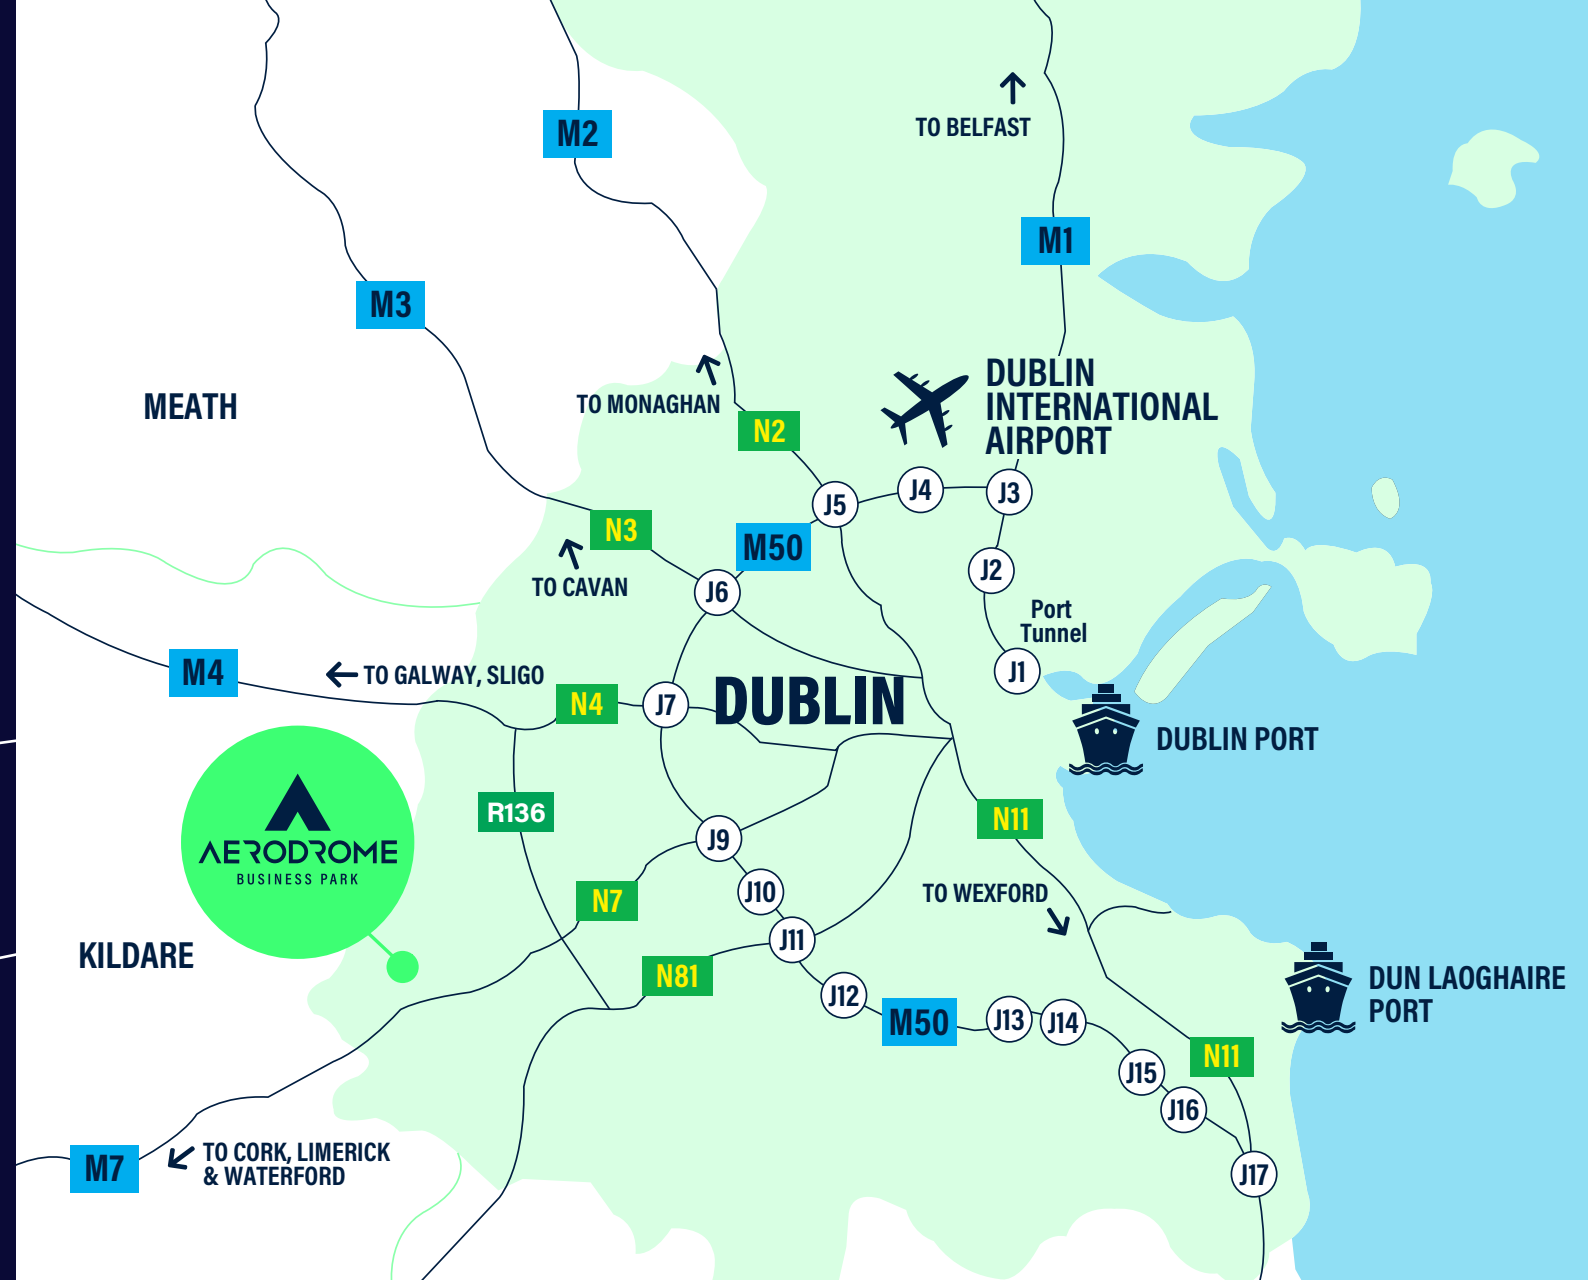 M2
TO BELFAST
M1
M3
DUBLIN
INTERNATIONAL
AIRPORT
MEATH
TO MONAGHAN
N2
J5
J4
J3
N3
M50
J2
TO CAVAN
J6
Port
Tunnel
M4
TO GALWAY, SLIGO
J1
N4
J7
DUBLIN
DUBLIN PORT
R136
N11
J9
AERODROME
BUSINESS PARK
J10
TO WEXFORD
N7
J11
KILDARE
N81
DUN LAOGHAIRE
PORT
J12
M50
J13
J14
N11
J15
J16
TO CORK, LIMERICK
& WATERFORD
M7
J17